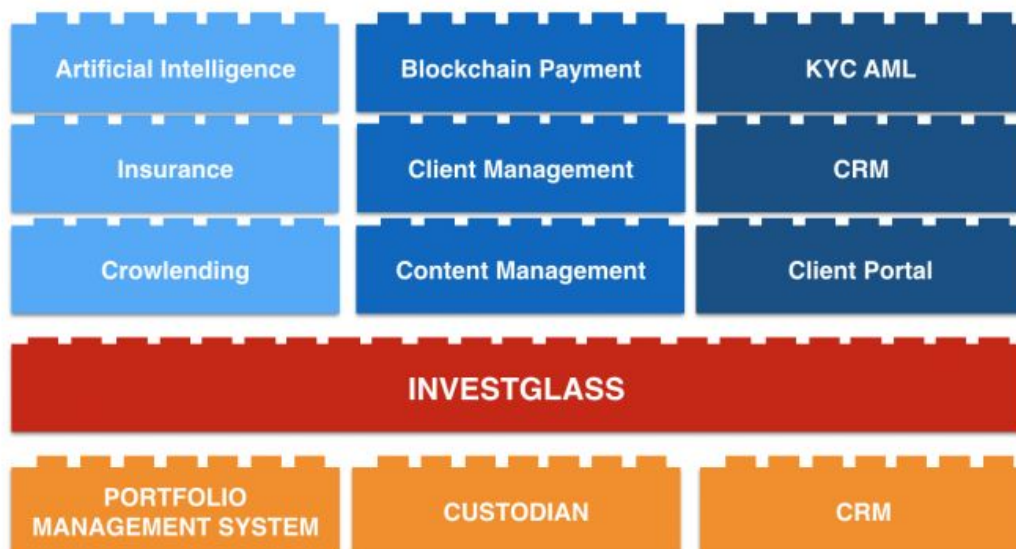 Artificial Intelligence
Blockchain Payment
KYC AML
Insurance
Client Management
CRM
Crowlending
Content Management
Client Portal
INVESTGLASS
PORTFOLIO
MANAGEMENT SYSTEM
CUSTODIAN
CRM